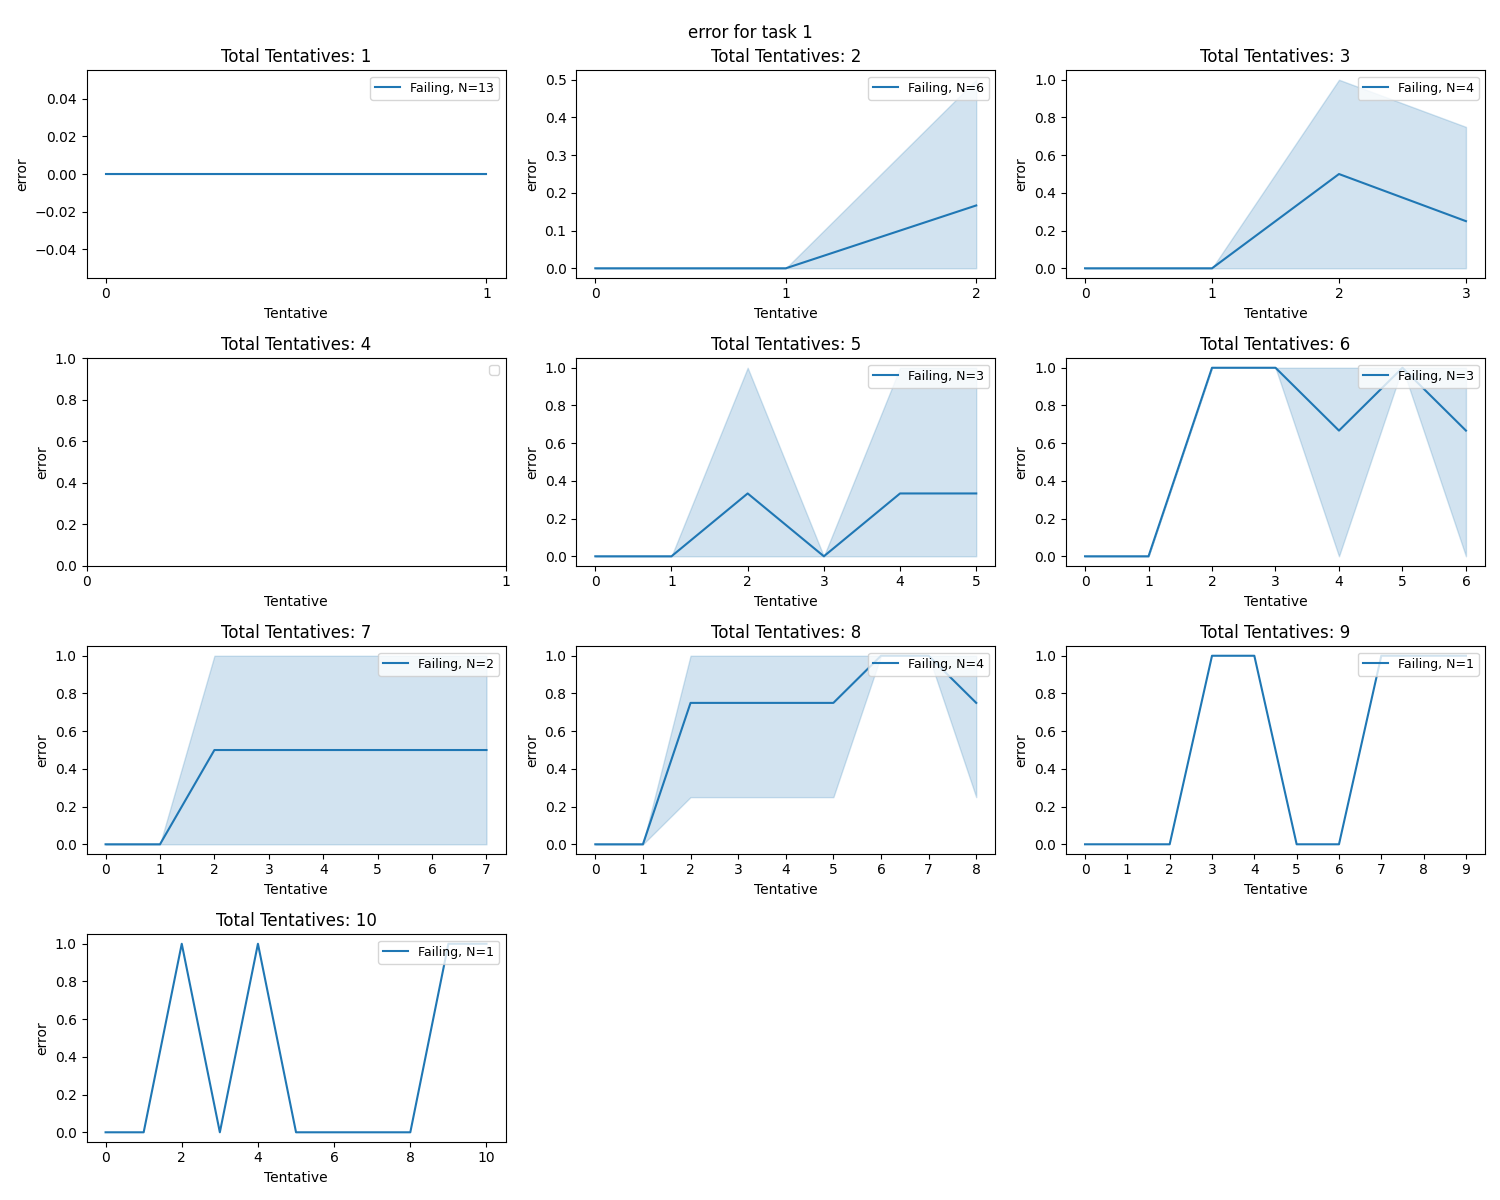 error for task 1
Total Tentatives: 1
0.04
0.02
0.00
−0.02
−0.04
error
Failing, N=13
0 1
Tentative
Total Tentatives: 2
0.5
0.4
0.3
0.2
0.1
0.0
error
Failing, N=6
0 1 2
Tentative
Total Tentatives: 3
1.0
0.8
0.6
0.4
0.2
0.0
error
Failing, N=4
0 1 2 3
Tentative
Total Tentatives: 4
1.0
0.8
0.6
0.4
0.2
0.0
error
0 1
Tentative
Total Tentatives: 5
1.0
0.8
0.6
0.4
0.2
0.0
error
Failing, N=3
0 1 2 3 4 5
Tentative
Total Tentatives: 6
1.0
0.8
0.6
0.4
0.2
0.0
error
Failing, N=3
0 1 2 3 4 5 6
Tentative
Total Tentatives: 7
1.0
0.8
0.6
0.4
0.2
0.0
error
Failing, N=2
0 1 2 3 4 5 6 7
Tentative
Total Tentatives: 8
1.0
0.8
0.6
0.4
0.2
0.0
error
Failing, N=4
0 1 2 3 4 5 6 7 8
Tentative
Total Tentatives: 9
1.0
0.8
0.6
0.4
0.2
0.0
error
Failing, N=1
0 1 2 3 4 5 6 7 8 9
Tentative
Total Tentatives: 10
1.0
0.8
0.6
0.4
0.2
0.0
error
Failing, N=1
0 2 4 6 8 10
Tentative